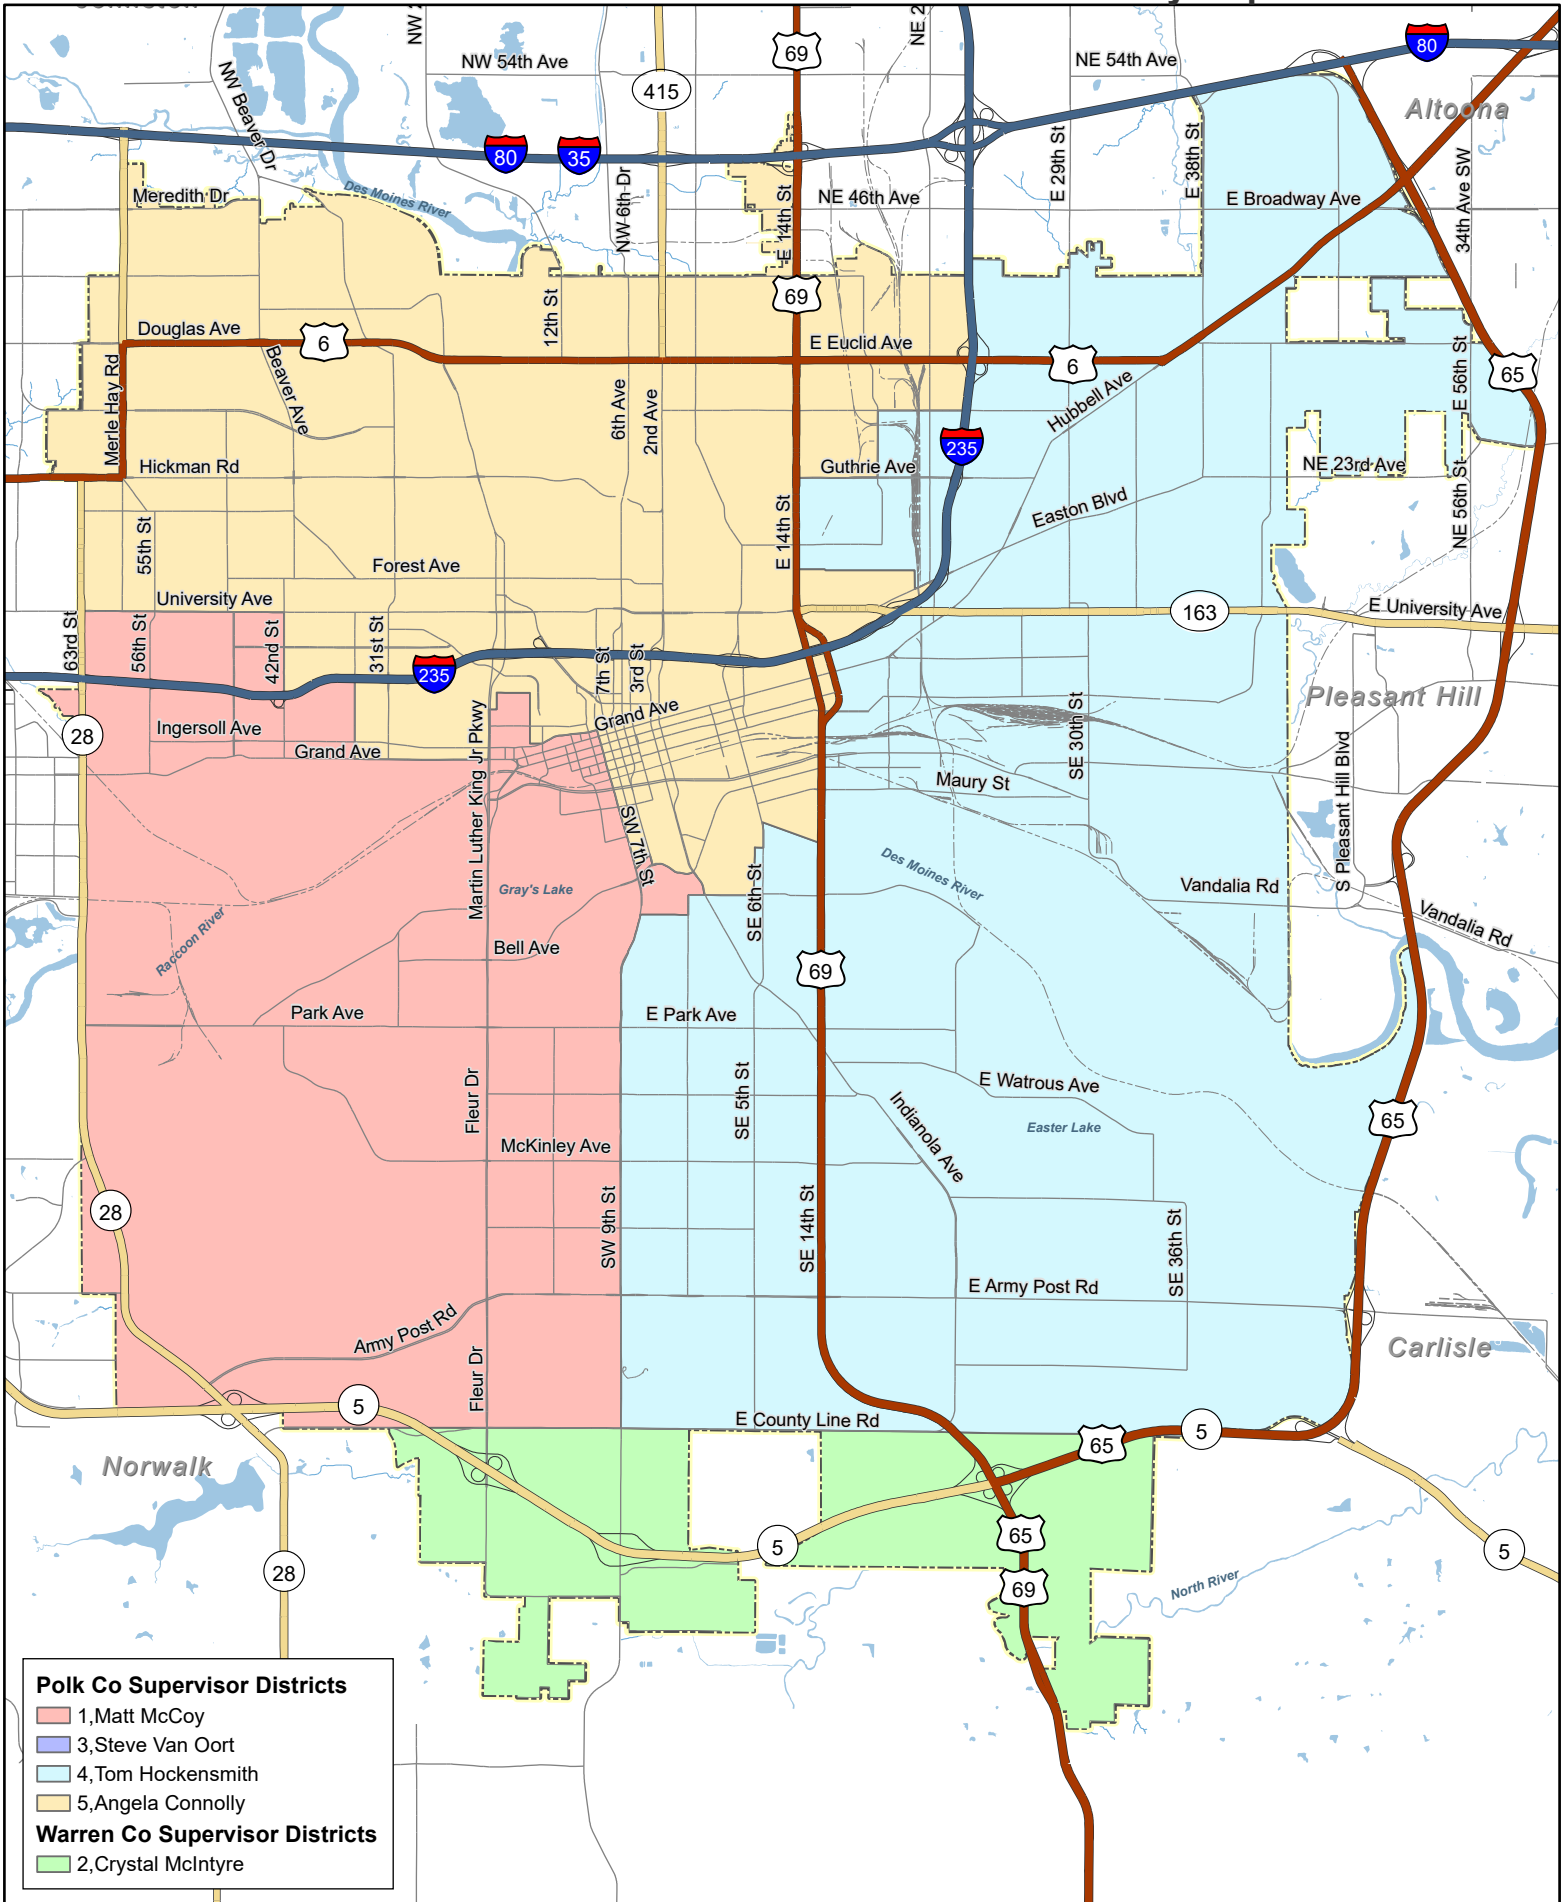 NW 54th Ave
NE 54th Ave
69
80
415
Altoona
NW Beaver Dr
80
35
E 29th St
E 38th St
34th Ave SW
Meredith Dr
Des Moines River
NW 6th Dr
E 14th St
NE 46th Ave
E Broadway Ave
69
12th St
Douglas Ave
6
E Euclid Ave
6
65
Merle Hay Rd
Beaver Ave
6th Ave
2nd Ave
Hubbell Ave
E 56th St
235
Hickman Rd
Guthrie Ave
NE 23rd Ave
55th St
E 14th St
Easton Blvd
NE 56th St
Forest Ave
University Ave
163
E University Ave
63rd St
56th St
42nd St
31st St
235
7th St
3rd St
Pleasant Hill
28
Ingersoll Ave
Grand Ave
Grand Ave
SE 30th St
Martin Luther King Jr Pkwy
Maury St
S Pleasant Hill Blvd
SW 7th St
Gray's Lake
SE 6th St
Des Moines River
Vandalia Rd
Vandalia Rd
Raccoon River
Bell Ave
69
Park Ave
E Park Ave
Fleur Dr
SE 5th St
E Watrous Ave
65
Indianola Ave
Easter Lake
McKinley Ave
28
SW 9th St
SE 14th St
SE 36th St
E Army Post Rd
Army Post Rd
Fleur Dr
Carlisle
5
E County Line Rd
65
5
Norwalk
65
5
5
28
69
North River
Polk Co Supervisor Districts
1,Matt McCoy
3,Steve Van Oort
4,Tom Hockensmith
5,Angela Connolly
Warren Co Supervisor Districts
2,Crystal McIntyre